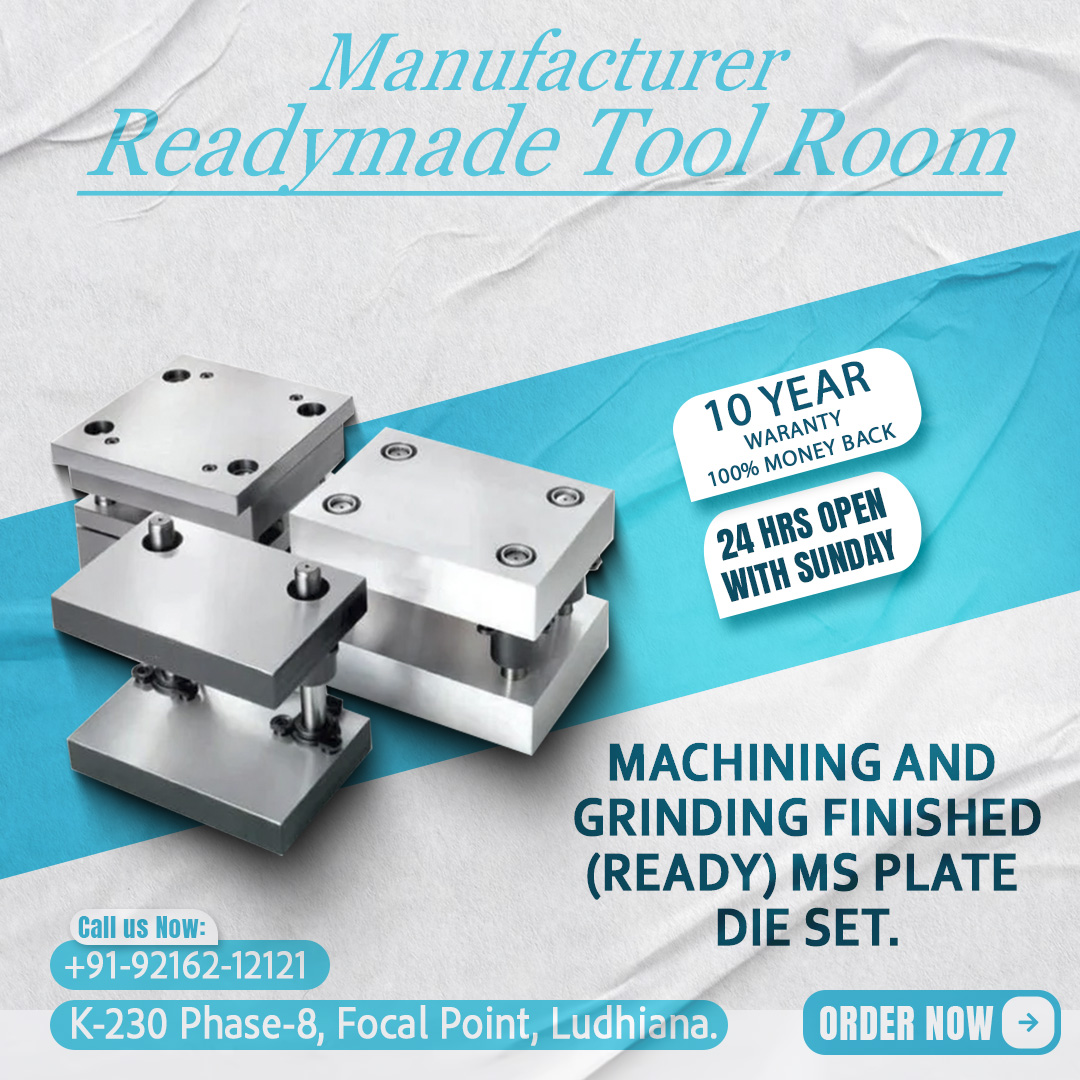 Manufacturer
Readymade Tool Room
10 YEAR
WARANTY
100% MONEY BACK
24 HRS OPEN
WITH SUNDAY
MACHINING AND
GRINDING FINISHED
(READY) MS PLATE
DIE SET.
Call us Now:
+91-92162-12121
K-230 Phase-8, Focal Point, Ludhiana.
ORDER NOW